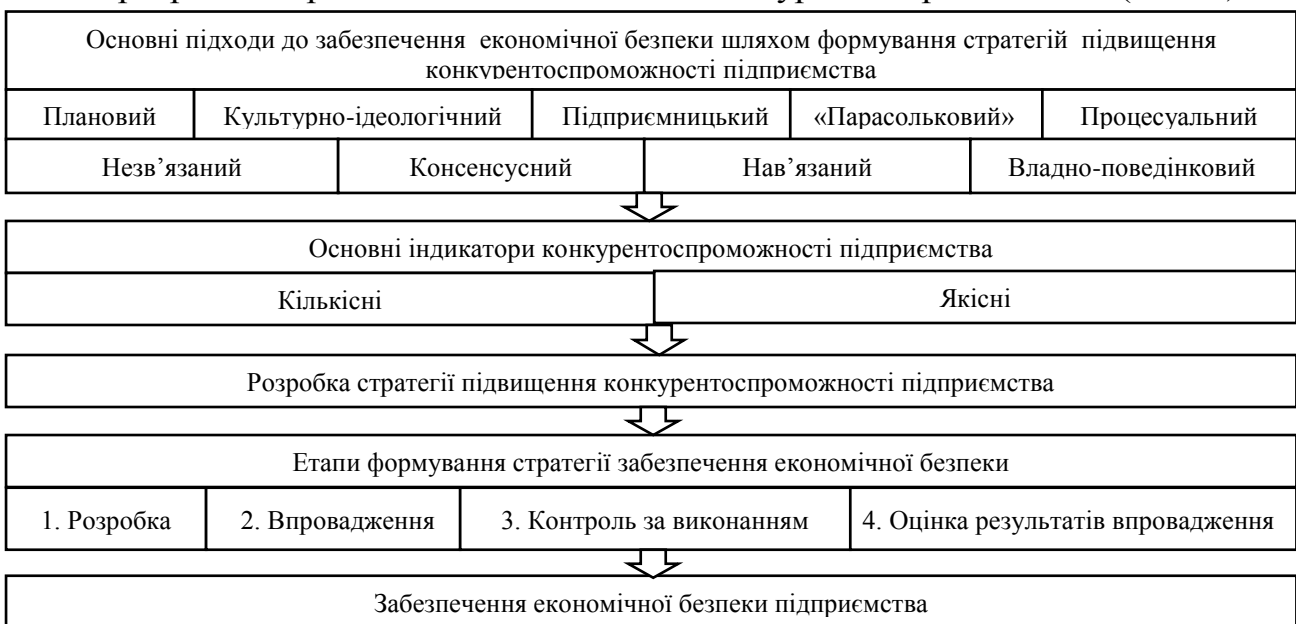 Основні підходи до забезпечення економічної безпеки шляхом формування стратегій підвищення
конкурентоспроможності підприємства
Плановий Культурно-ідеологічний Підприємницький «Парасольковий» Процесуальний
Незв’язаний Консенсусний Нав’язаний Владно-поведінковий
Основні індикатори конкурентоспроможності підприємства
Кількісні Якісні
Розробка стратегії підвищення конкурентоспроможності підприємства
Етапи формування стратегії забезпечення економічної безпеки
1. Розробка 2. Впровадження 3. Контроль за виконанням 4. Оцінка результатів впровадження
Забезпечення економічної безпеки підприємства